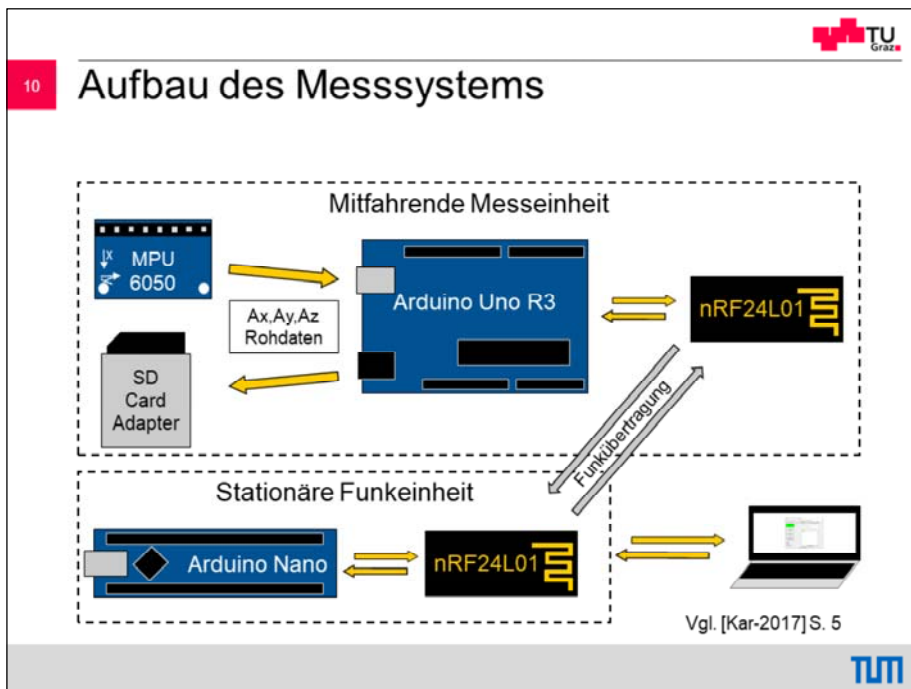 TU
Graz
10
Aufbau des Messsystems
Mitfahrende Messeinheit
MPU
6050
X
Ax,Ay,Az
Rohdaten
Arduino Uno R3
nRF24L01
SD
Card
Adapter
Funkübertragung
Stationäre Funkeinheit
Arduino Nano
nRF24L01
Vgl. [Kar-2017] S. 5
TUM